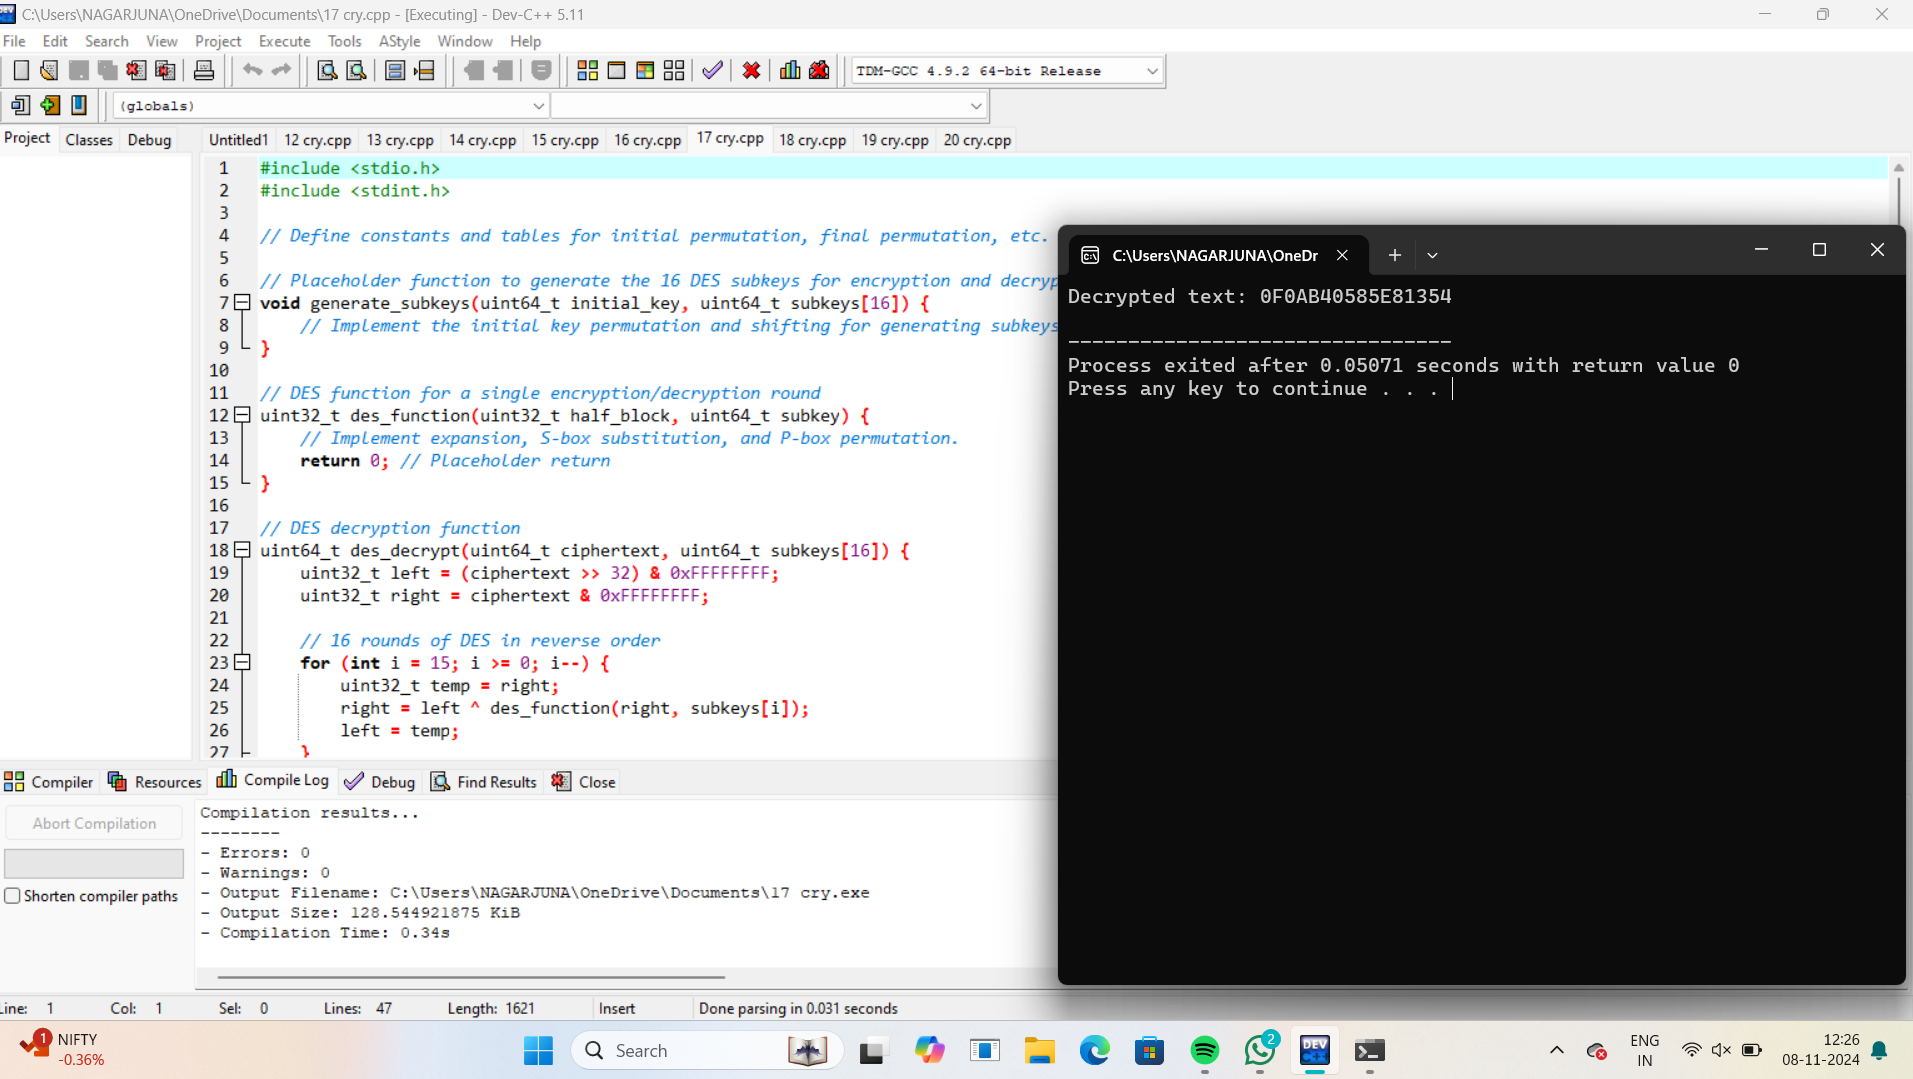 C:\Users\NAGARJUNA\OneDrive\Documents\17 cry.cpp - [Executing] - Dev-C++ 5.11
File Edit Search View Project Execute Tools AStyle Window Help
TDM-GCC 4.9.2 64-bit Release
(globals)
Project Classes Debug
Untitled1 12 cry.cpp 13 cry.cpp 14 cry.cpp 15 cry.cpp 16 cry.cpp 17 cry.cpp 18 cry.cpp 19 cry.cpp 20 cry.cpp
1 #include <stdio.h>
2 #include <stdint.h>
3
4 // Define constants and tables for initial permutation, final permutation, etc.
5
6 // Placeholder function to generate the 16 DES subkeys for encryption and decryp
7 void generate_subkeys(uint64_t initial_key, uint64_t subkeys[16]) {
8 // Implement the initial key permutation and shifting for generating subkeys
9 }
10
11 // DES function for a single encryption/decryption round
12 uint32_t des_function(uint32_t half_block, uint64_t subkey) {
13 // Implement expansion, S-box substitution, and P-box permutation.
14 return 0; // Placeholder return
15 }
16
17 // DES decryption function
18 uint64_t des_decrypt(uint64_t ciphertext, uint64_t subkeys[16]) {
19 uint32_t left = (ciphertext >> 32) & 0xFFFFFFFF;
20 uint32_t right = ciphertext & 0xFFFFFFFF;
21
22 // 16 rounds of DES in reverse order
23 for (int i = 15; i >= 0; i--) {
24 uint32_t temp = right;
25 right = left ^ des_function(right, subkeys[i]);
26 left = temp;
27 }
C:\Users\NAGARJUNA\OneDr
Decrypted text: 0F0AB40585E81354
--------------------------------
Process exited after 0.05071 seconds with return value 0
Press any key to continue . . .
Compiler Resources Compile Log Debug Find Results Close
Abort Compilation
Shorten compiler paths
Compilation results...
--------
- Errors: 0
- Warnings: 0
- Output Filename: C:\Users\NAGARJUNA\OneDrive\Documents\17 cry.exe
- Output Size: 128.544921875 KiB
- Compilation Time: 0.34s
Line: 1 Col: 1 Sel: 0 Lines: 47 Length: 1621 Insert Done parsing in 0.031 seconds
1 NIFTY
-0.36%
Search
2
DEV C++
ENG
IN
12:26
08-11-2024